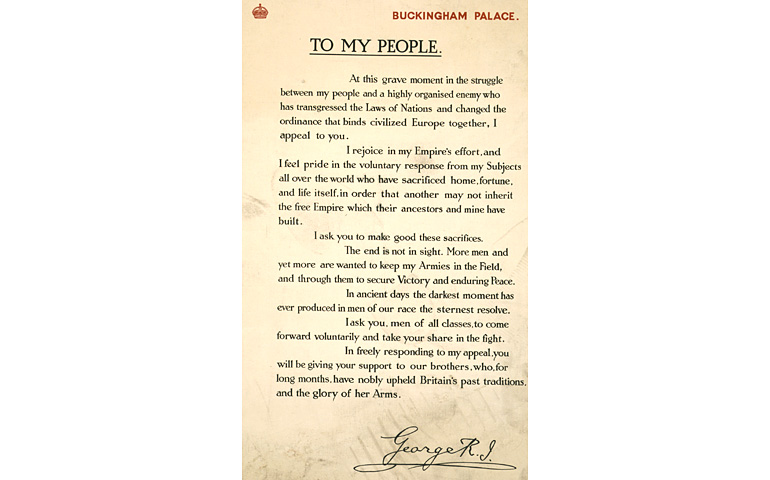 BUCKINGHAM PALACE.
TO MY PEOPLE.
At this grave moment in the struggle
between my people and a highly organised enemy who
has transgressed the Laws of Nations and changed the
ordinance that binds civilized Europe together, I
appeal to you.
I rejoice in my Empire's effort, and
I feel pride in the voluntary response from my Subjects
all over the world who have sacrificed home, fortune,
and life itself, in order that another may not inherit
the free Empire which their ancestors and mine have
built.
I ask you to make good these sacrifices.
The end is not in sight. More men and
yet more are wanted to keep my Armies in the Field,
and through them to secure Victory and enduring Peace.
In ancient days the darkest moment has
ever produced in men of our race the sternest resolve.
I ask you, men of all classes, to come
forward voluntarily and take your share in the fight.
In freely responding to my appeal, you
will be giving your support to our brothers, who, for
long months, have nobly upheld Britain's past traditions,
and the glory of her Arms.
George R.I.